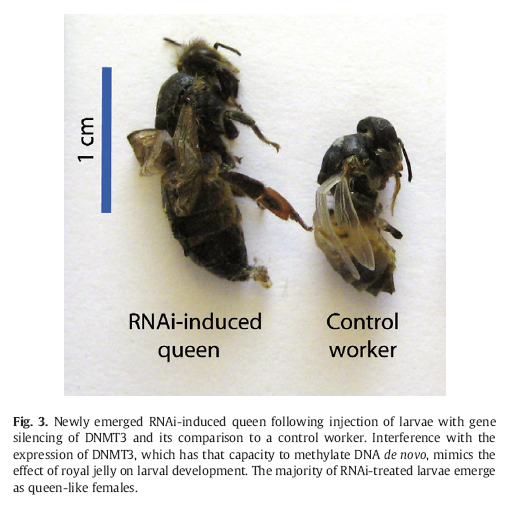 1 cm
RNAi-induced
queen
Control
worker
Fig. 3. Newly emerged RNAi-induced queen following injection of larvae with gene
silencing of DNMT3 and its comparison to a control worker. Interference with the
expression of DNMT3, which has that capacity to methylate DNA de novo, mimics the
effect of royal jelly on larval development. The majority of RNAi-treated larvae emerge
as queen-like females.